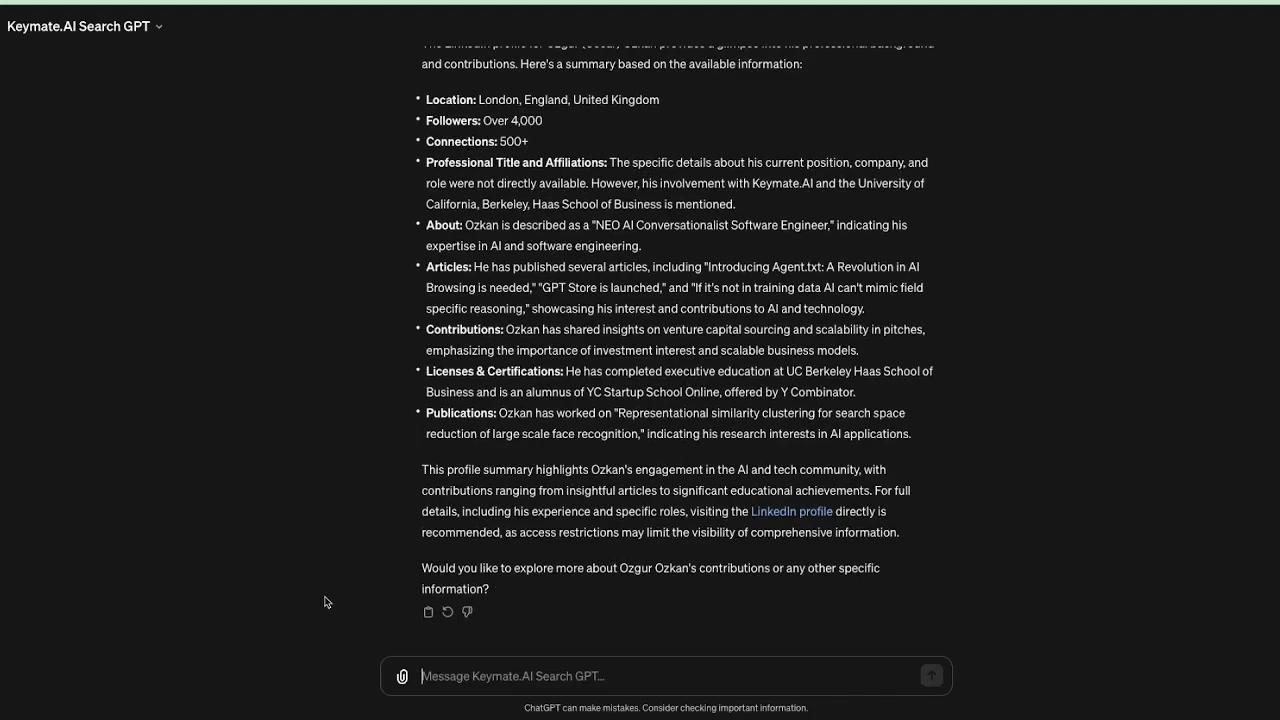 Keymate.AI Search GPT
and contributions. Here's a summary based on the available information:
• Location: London, England, United Kingdom
• Followers: Over 4,000
• Connections: 500+
• Professional Title and Affiliations: The specific details about his current position, company, and
role were not directly available. However, his involvement with Keymate.AI and the University of
California, Berkeley, Haas School of Business is mentioned.
• About: Ozkan is described as a "NEO AI Conversationalist Software Engineer," indicating his
expertise in AI and software engineering.
• Articles: He has published several articles, including "Introducing Agent.txt: A Revolution in AI
Browsing is needed," "GPT Store is launched," and "If it's not in training data AI can't mimic field
specific reasoning," showcasing his interest and contributions to AI and technology.
• Contributions: Ozkan has shared insights on venture capital sourcing and scalability in pitches,
emphasizing the importance of investment interest and scalable business models.
• Licenses & Certifications: He has completed executive education at UC Berkeley Haas School of
Business and is an alumnus of YC Startup School Online, offered by Y Combinator.
• Publications: Ozkan has worked on "Representational similarity clustering for search space
reduction of large scale face recognition," indicating his research interests in AI applications.
This profile summary highlights Ozkan's engagement in the AI and tech community, with
contributions ranging from insightful articles to significant educational achievements. For full
details, including his experience and specific roles, visiting the LinkedIn profile directly is
recommended, as access restrictions may limit the visibility of comprehensive information.
Would you like to explore more about Ozgur Ozkan's contributions or any other specific
information?
Message Keymate.AI Search GPT...
ChatGPT can make mistakes. Consider checking important information.